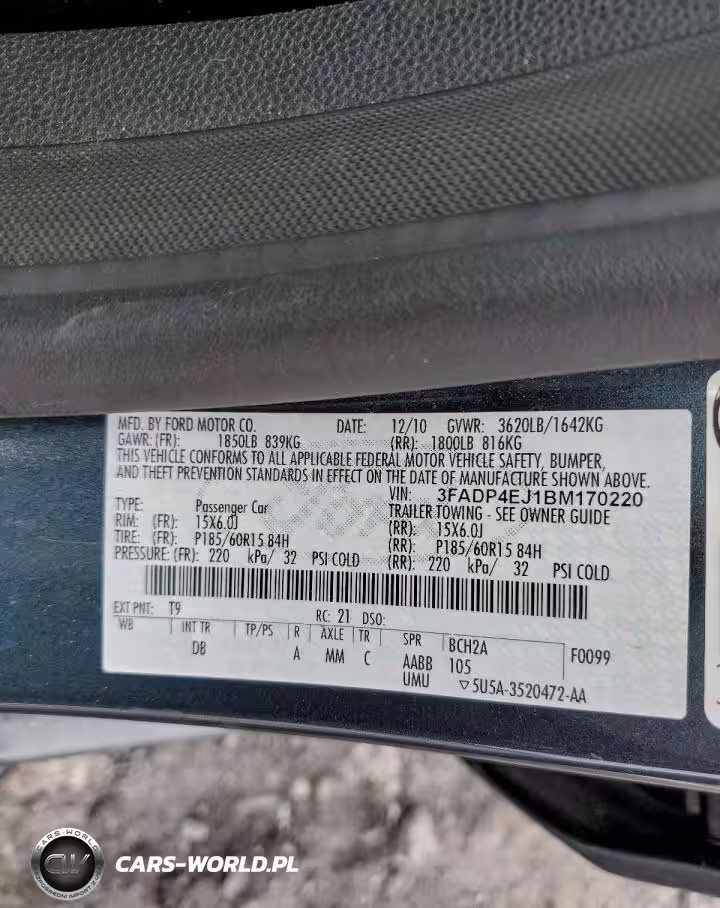 MFD. BY FORD MOTOR CO. DATE: 12/10 GVWR: 3620LB/1642KG
GAWR: (FR): 1850LB 839KG (RR): 1800LB 816KG
THIS VEHICLE CONFORMS TO ALL APPLICABLE FEDERAL MOTOR VEHICLE SAFETY, BUMPER,
AND THEFT PREVENTION STANDARDS IN EFFECT ON THE DATE OF MANUFACTURE SHOWN ABOVE.
VIN: 3FADP4EJ1BM170220
TYPE: Passenger Car TRAILER TOWING - SEE OWNER GUIDE
RIM: (FR): 15X6.0J (RR): 15X6.0J
TIRE: (FR): P185/60R15 84H (RR): P185/60R15 84H
PRESSURE: (FR): 220 kPa/ 32 PSI COLD (RR): 220 kPa/ 32 PSI COLD
EXT PNT: T9 RC: 21 DSO:
WB INT TR TP/PS R AXLE TR SPR BCH2A F0099
DB A MM C AABB 105
UMU ▽5U5A-3520472-AA
CARS-WORLD
CW
CARS-WORLD.PL